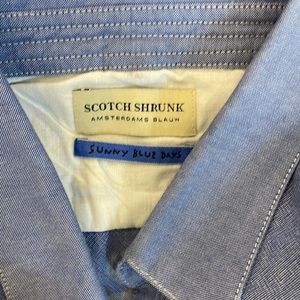 SCOTCH SHRUNK
AMSTERDAMS BLAUW
SUNNY BLUE DAYS